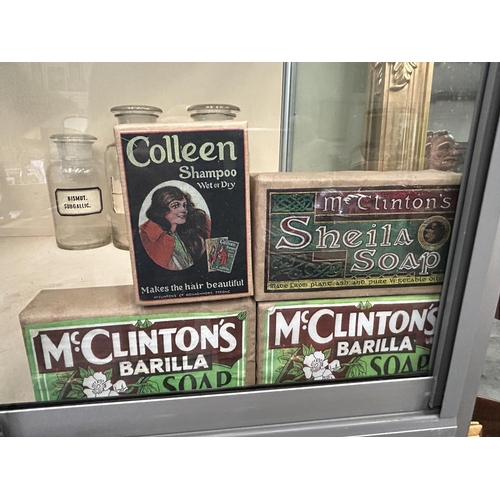 BISMUT.
SUBGALLIC.
Colleen
Shampoo
Wet or Dry
Makes the hair beautiful
McClinton's
Sheila
Soap
Made from plant ash and pure Vegetable Oils
McCLINTON'S
BARILLA
SOAP
McCLINTON'S
BARILLA
SOAP